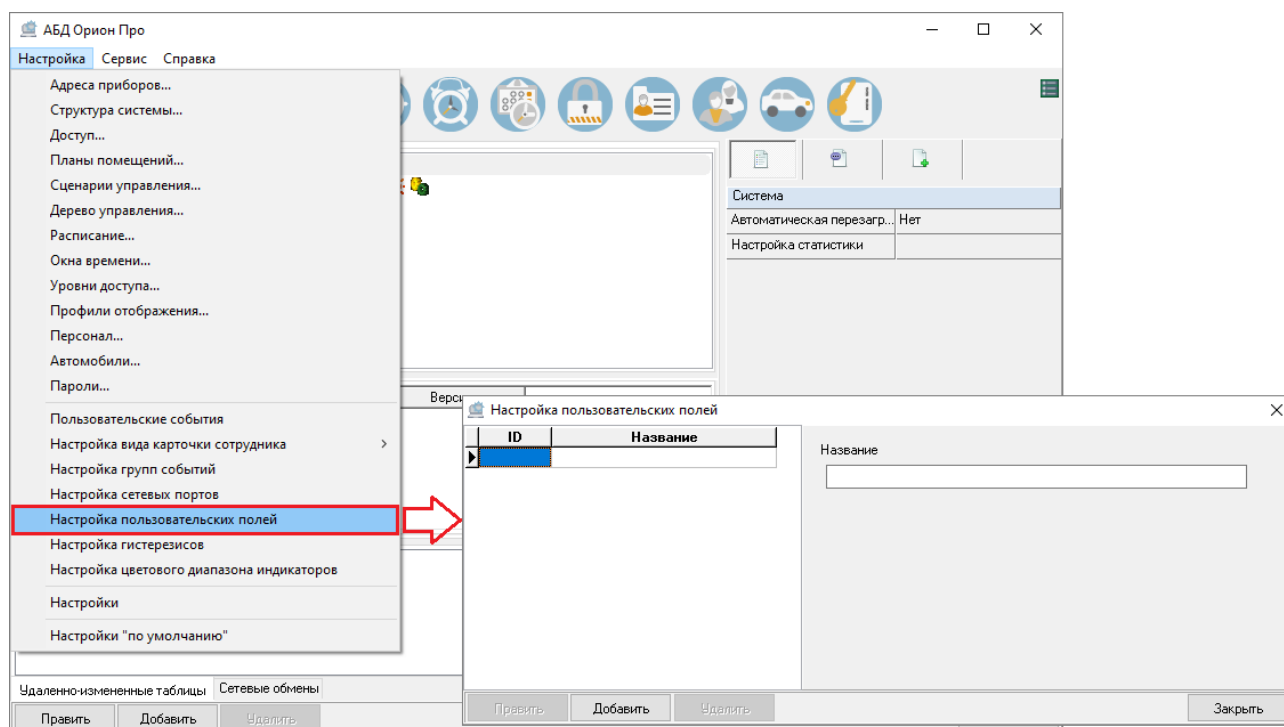 АБД Орион Про
Настройка Сервис Справка
Адреса приборов...
Структура системы...
Доступ...
Планы помещений...
Сценарии управления...
Дерево управления...
Расписание...
Окна времени...
Уровни доступа...
Профили отображения...
Персонал...
Автомобили...
Пароли...
Пользовательские события
Настройка вида карточки сотрудника
Настройка групп событий
Настройка сетевых портов
Настройка пользовательских полей
Настройка гистерезисов
Настройка цветового диапазона индикаторов
Настройки
Настройки "по умолчанию"
Система
Автоматическая перезагр... Нет
Настройка статистики
Верси
Удаленно-измененные таблицы Сетевые обмены
Править Добавить Удалить
Настройка пользовательских полей
ID Название
Название
Править Добавить Удалить Закрыть